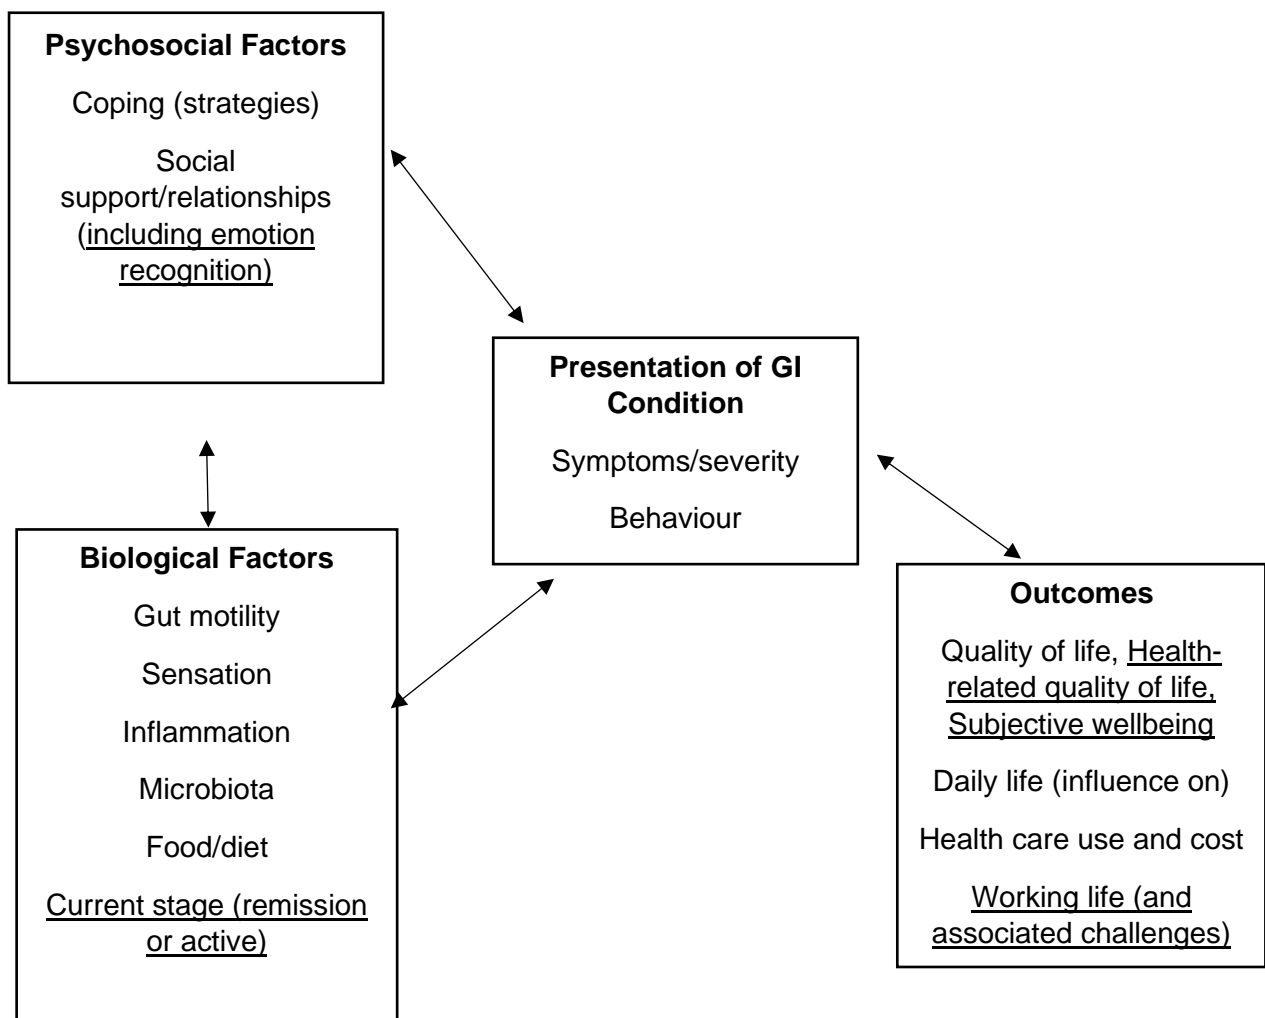 Psychosocial Factors
Coping (strategies)
Social
support/relationships
(including emotion
recognition)
Presentation of GI
Condition
Symptoms/severity
Behaviour
Biological Factors
Gut motility
Sensation
Inflammation
Microbiota
Food/diet
Current stage (remission
or active)
Outcomes
Quality of life, Health-
related quality of life,
Subjective wellbeing
Daily life (influence on)
Health care use and cost
Working life (and
associated challenges)